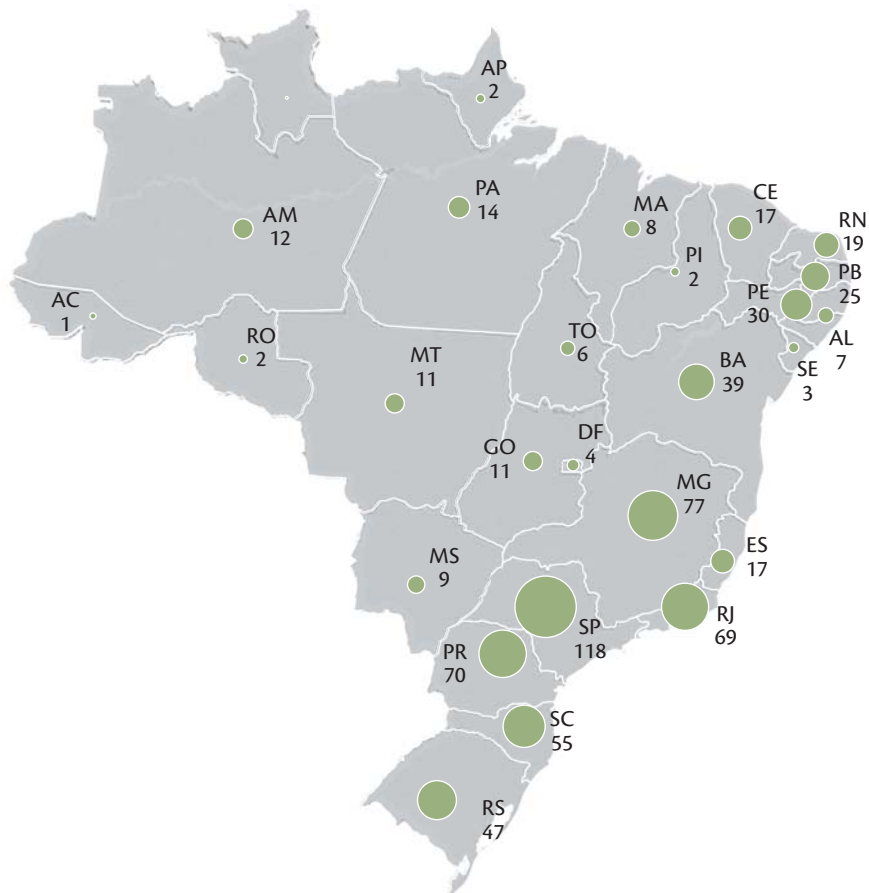 AP
2
PA
14
AM
12
MA
8
CE
17
RN
19
PI
2
PB
25
PE
30
AC
1
RO
2
TO
6
AL
7
MT
11
BA
39
SE
3
GO
11
DF
4
MG
77
MS
9
ES
17
SP
118
RJ
69
PR
70
SC
55
RS
47